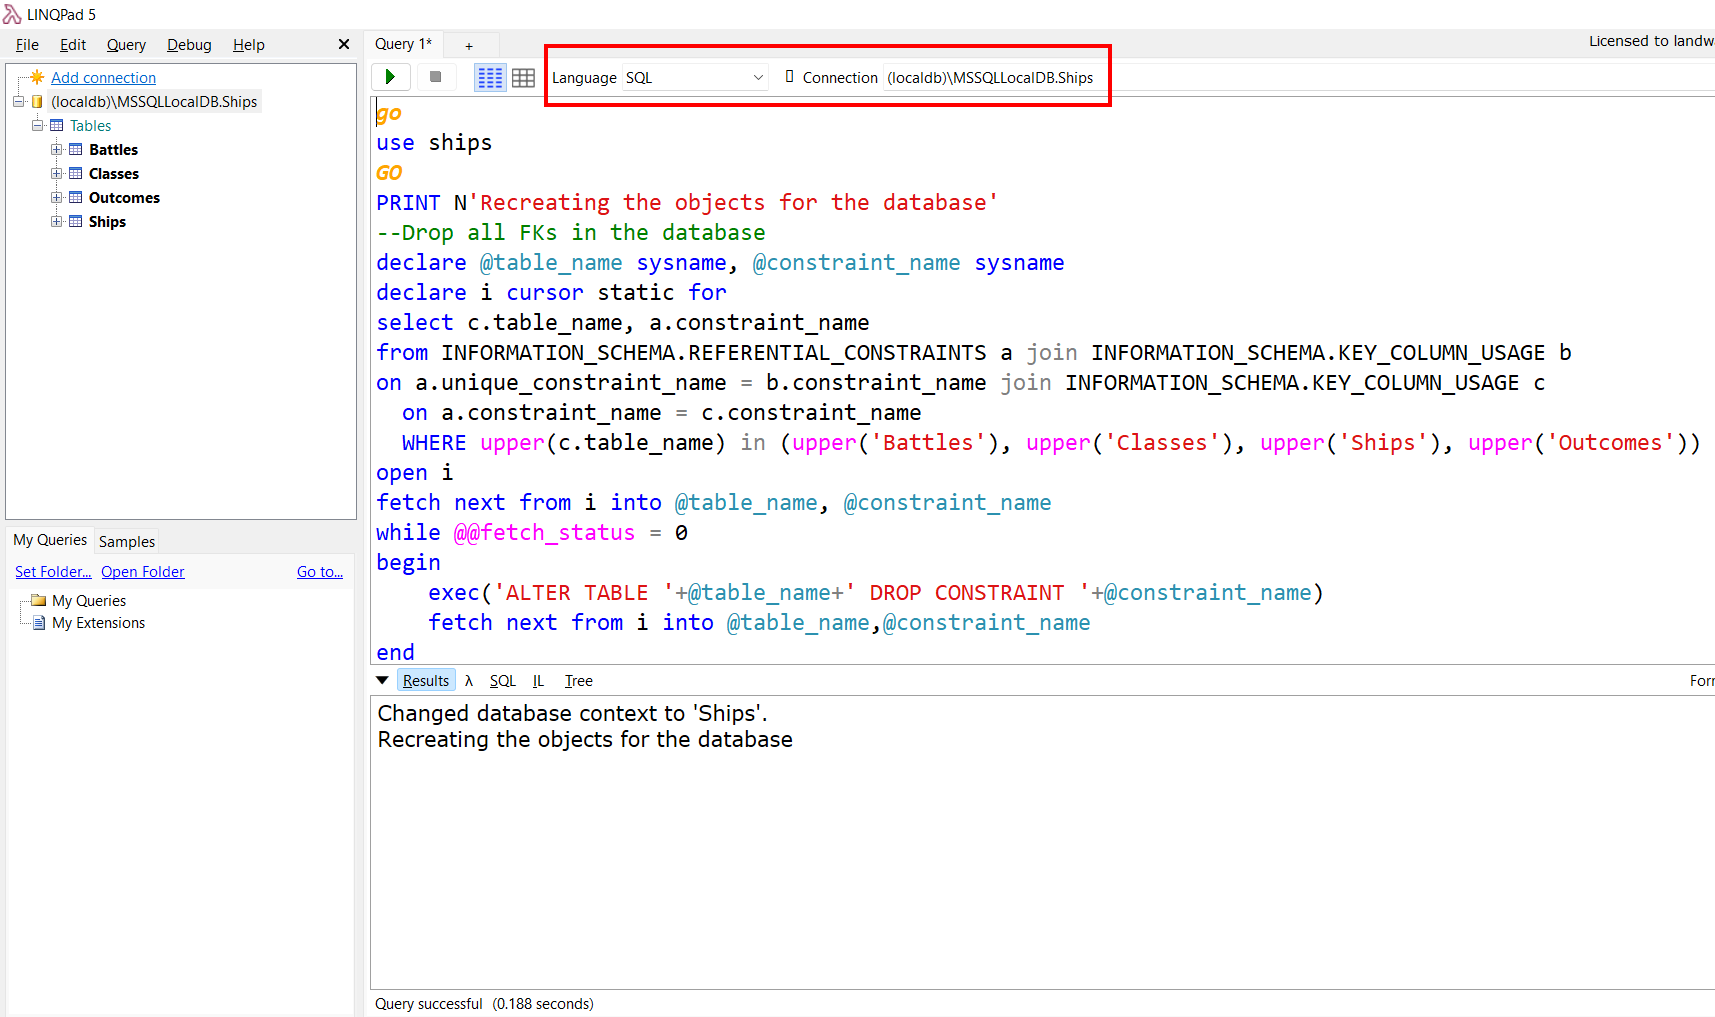 LINQPad 5
File Edit Query Debug Help
Query 1* +
Licensed to landwa
Add connection
(localdb)\MSSQLLocalDB.Ships
Tables
Battles
Classes
Outcomes
Ships
My Queries Samples
Set Folder... Open Folder Go to...
My Queries
My Extensions
Language SQL Connection (localdb)\MSSQLLocalDB.Ships
go
use ships
GO
PRINT N'Recreating the objects for the database'
--Drop all FKs in the database
declare @table_name sysname, @constraint_name sysname
declare i cursor static for
select c.table_name, a.constraint_name
from INFORMATION_SCHEMA.REFERENTIAL_CONSTRAINTS a join INFORMATION_SCHEMA.KEY_COLUMN_USAGE b
on a.unique_constraint_name = b.constraint_name join INFORMATION_SCHEMA.KEY_COLUMN_USAGE c
on a.constraint_name = c.constraint_name
WHERE upper(c.table_name) in (upper('Battles'), upper('Classes'), upper('Ships'), upper('Outcomes'))
open i
fetch next from i into @table_name, @constraint_name
while @@fetch_status = 0
begin
exec('ALTER TABLE '+@table_name+' DROP CONSTRAINT '+@constraint_name)
fetch next from i into @table_name,@constraint_name
end
Results λ SQL IL Tree
Forr
Changed database context to 'Ships'.
Recreating the objects for the database
Query successful (0.188 seconds)